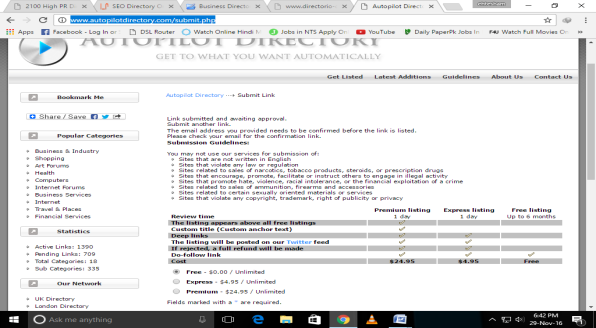 2100 High PR Di
SEO Directory O
Business Directo
www.directorio
Autopilot Direct
www.autopilotdirectory.com/submit.php
Apps
Facebook - Log In or
DSL Router
Watch Online Hindi
Jobs in NTS Apply On
YouTube
Daily PaperPk Jobs In
Watch Full Movies On
AUTOPILOT DIRECTORY
GET TO WHAT YOU WANT AUTOMATICALLY
Get Listed Latest Additions Guidelines About Us Contact Us
Bookmark Me
Share / Save
Popular Categories
Business & Industry
Shopping
Art Forums
Health
Computers
Internet Forums
Business Services
Internet
Travel & Places
Financial Services
Statistics
Active Links: 1390
Pending Links: 709
Total Categories: 18
Sub Categories: 335
Our Network
UK Directory
London Directory
Autopilot Directory ---> Submit Link
Link submitted and awaiting approval.
Submit another link.
The email address you provided needs to be confirmed before the link is listed.
Please check your email for the confirmation link.
Submission Guidelines:
You may not use our services for submission of:
Sites that are not written in English
Sites that violate any law or regulation
Sites related to sales of narcotics, tobacco products, steroids, or prescription drugs
Sites that encourage, promote, facilitate or instruct others to engage in illegal activity
Sites that promote hate, violence, racial intolerance, or the financial exploitation of a crime
Sites related to sales of ammunition, firearms and accessories
Sites related to certain sexually oriented materials or services
Sites that violate any copyright, trademark, right of publicity or privacy
Premium listing Express listing Free listing
Review time 1 day 1 day Up to 6 months
The listing appears above all free listings
Custom title (Custom anchor text)
Deep links
The listing will be posted on our Twitter feed
If rejected, a full refund will be made
Do-follow link
Cost $24.95 $4.95 Free
Free - $0.00 / Unlimited
Express - $4.95 / Unlimited
Premium - $24.95 / Unlimited
Fields marked with a * are required.
Ask me anything
6:42 PM
29-Nov-16